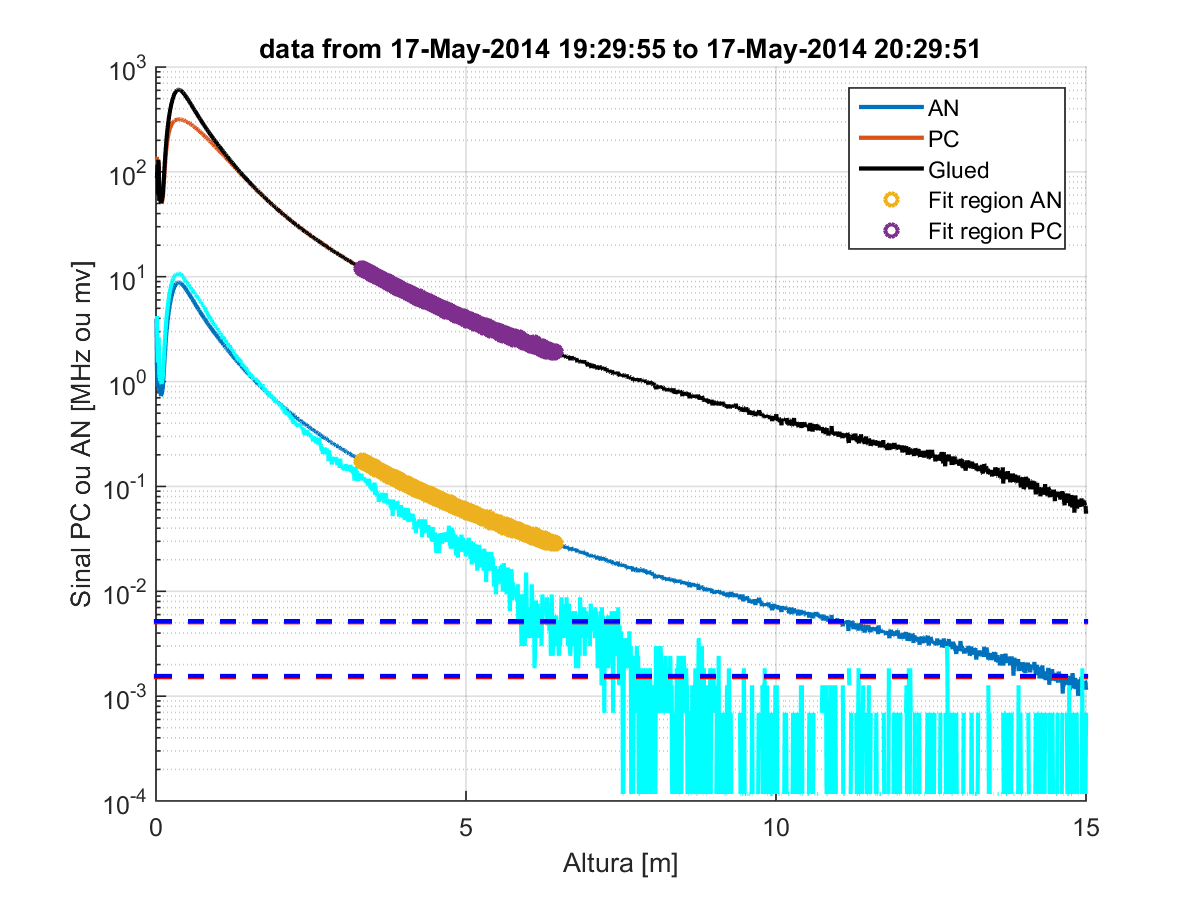 data from 17-May-2014 19:29:55 to 17-May-2014 20:29:51
10^3
10^2
10^1
10^0
10^-1
10^-2
10^-3
10^-4
Sinal PC ou AN [MHz ou mv]
AN
PC
Glued
Fit region AN
Fit region PC
0
5
10
15
Altura [m]